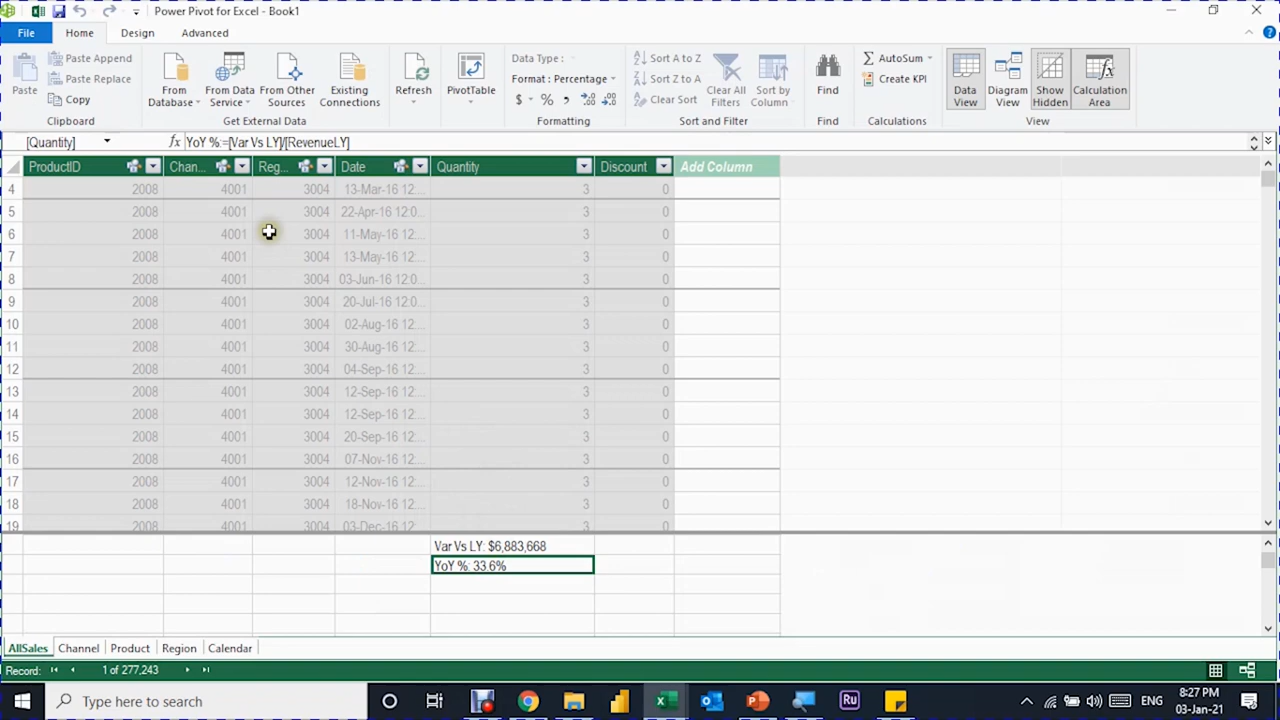 Power Pivot for Excel - Book1
File Home Design Advanced
Paste
Paste Append
Paste Replace
Copy
Clipboard
From Database
From Data Service
From Other Sources
Existing Connections
Get External Data
Refresh
PivotTable
Data Type :
Format : Percentage
$ % , .00
Formatting
Sort A to Z
Sort Z to A
Clear Sort
Clear All Filters
Sort by Column
Sort and Filter
Find
Find
AutoSum
Create KPI
Calculations
Data View
Diagram View
Show Hidden
Calculation Area
View
[Quantity] fx YoY %:=[Var Vs LY]/[RevenueLY]
ProductID Chan... Reg... Date Quantity Discount Add Column
4 2008 4001 3004 13-Mar-16 12:... 3 0
5 2008 4001 3004 22-Apr-16 12:0... 3 0
6 2008 4001 3004 11-May-16 12:... 3 0
7 2008 4001 3004 13-May-16 12:... 3 0
8 2008 4001 3004 03-Jun-16 12:0... 3 0
9 2008 4001 3004 20-Jul-16 12:0... 3 0
10 2008 4001 3004 02-Aug-16 12:... 3 0
11 2008 4001 3004 30-Aug-16 12:... 3 0
12 2008 4001 3004 04-Sep-16 12:... 3 0
13 2008 4001 3004 12-Sep-16 12:... 3 0
14 2008 4001 3004 12-Sep-16 12:... 3 0
15 2008 4001 3004 20-Sep-16 12:... 3 0
16 2008 4001 3004 07-Nov-16 12:... 3 0
17 2008 4001 3004 12-Nov-16 12:... 3 0
18 2008 4001 3004 18-Nov-16 12:... 3 0
19 2008 4001 3004 03-Dec-16 12:... 3 0
Var Vs LY: $6,883,668
YoY %: 33.6%
AllSales Channel Product Region Calendar
Record: 1 of 277,243
Type here to search
Ru
ENG
8:27 PM
03-Jan-21